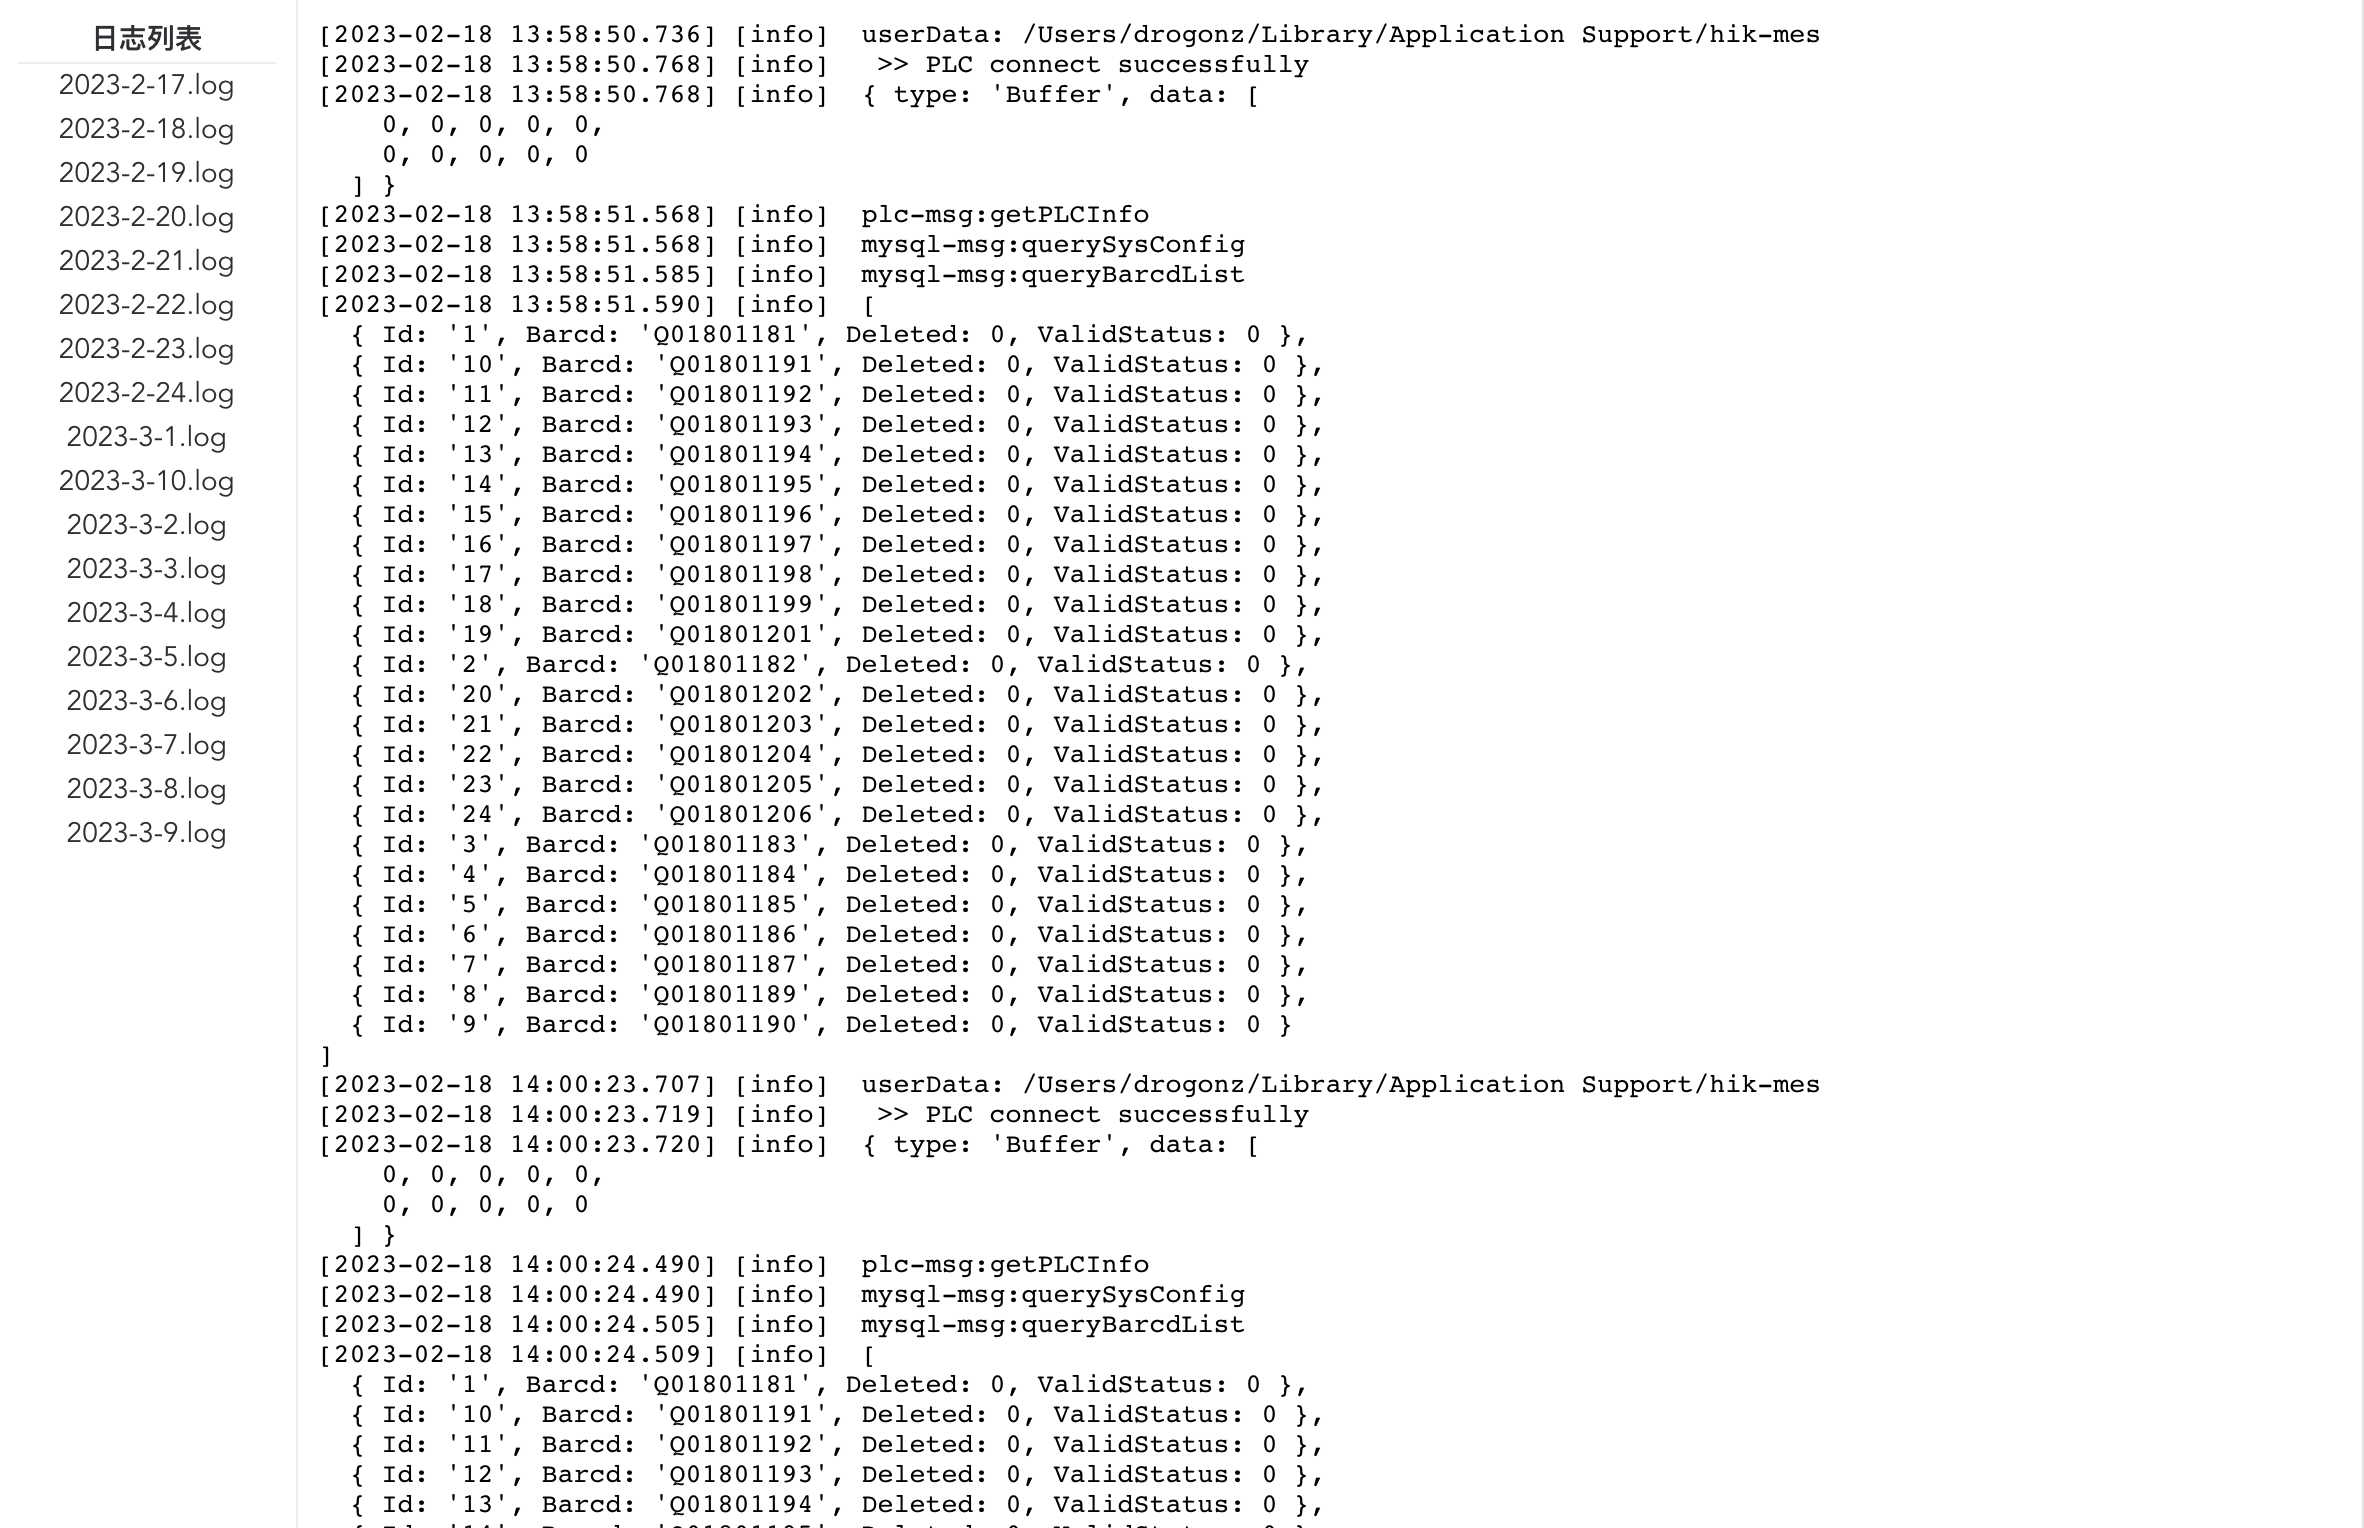 日志列表
2023-2-17.log
2023-2-18.log
2023-2-19.log
2023-2-20.log
2023-2-21.log
2023-2-22.log
2023-2-23.log
2023-2-24.log
2023-3-1.log
2023-3-10.log
2023-3-2.log
2023-3-3.log
2023-3-4.log
2023-3-5.log
2023-3-6.log
2023-3-7.log
2023-3-8.log
2023-3-9.log
[2023-02-18 13:58:50.736] [info]  userData: /Users/drogonz/Library/Application Support/hik-mes
[2023-02-18 13:58:50.768] [info]   >> PLC connect successfully
[2023-02-18 13:58:50.768] [info]  { type: 'Buffer', data: [
    0, 0, 0, 0, 0,
    0, 0, 0, 0, 0
  ] }
[2023-02-18 13:58:51.568] [info]  plc-msg:getPLCInfo
[2023-02-18 13:58:51.568] [info]  mysql-msg:querySysConfig
[2023-02-18 13:58:51.585] [info]  mysql-msg:queryBarcdList
[2023-02-18 13:58:51.590] [info]  [
  { Id: '1', Barcd: 'Q01801181', Deleted: 0, ValidStatus: 0 },
  { Id: '10', Barcd: 'Q01801191', Deleted: 0, ValidStatus: 0 },
  { Id: '11', Barcd: 'Q01801192', Deleted: 0, ValidStatus: 0 },
  { Id: '12', Barcd: 'Q01801193', Deleted: 0, ValidStatus: 0 },
  { Id: '13', Barcd: 'Q01801194', Deleted: 0, ValidStatus: 0 },
  { Id: '14', Barcd: 'Q01801195', Deleted: 0, ValidStatus: 0 },
  { Id: '15', Barcd: 'Q01801196', Deleted: 0, ValidStatus: 0 },
  { Id: '16', Barcd: 'Q01801197', Deleted: 0, ValidStatus: 0 },
  { Id: '17', Barcd: 'Q01801198', Deleted: 0, ValidStatus: 0 },
  { Id: '18', Barcd: 'Q01801199', Deleted: 0, ValidStatus: 0 },
  { Id: '19', Barcd: 'Q01801201', Deleted: 0, ValidStatus: 0 },
  { Id: '2', Barcd: 'Q01801182', Deleted: 0, ValidStatus: 0 },
  { Id: '20', Barcd: 'Q01801202', Deleted: 0, ValidStatus: 0 },
  { Id: '21', Barcd: 'Q01801203', Deleted: 0, ValidStatus: 0 },
  { Id: '22', Barcd: 'Q01801204', Deleted: 0, ValidStatus: 0 },
  { Id: '23', Barcd: 'Q01801205', Deleted: 0, ValidStatus: 0 },
  { Id: '24', Barcd: 'Q01801206', Deleted: 0, ValidStatus: 0 },
  { Id: '3', Barcd: 'Q01801183', Deleted: 0, ValidStatus: 0 },
  { Id: '4', Barcd: 'Q01801184', Deleted: 0, ValidStatus: 0 },
  { Id: '5', Barcd: 'Q01801185', Deleted: 0, ValidStatus: 0 },
  { Id: '6', Barcd: 'Q01801186', Deleted: 0, ValidStatus: 0 },
  { Id: '7', Barcd: 'Q01801187', Deleted: 0, ValidStatus: 0 },
  { Id: '8', Barcd: 'Q01801189', Deleted: 0, ValidStatus: 0 },
  { Id: '9', Barcd: 'Q01801190', Deleted: 0, ValidStatus: 0 }
]
[2023-02-18 14:00:23.707] [info]  userData: /Users/drogonz/Library/Application Support/hik-mes
[2023-02-18 14:00:23.719] [info]   >> PLC connect successfully
[2023-02-18 14:00:23.720] [info]  { type: 'Buffer', data: [
    0, 0, 0, 0, 0,
    0, 0, 0, 0, 0
  ] }
[2023-02-18 14:00:24.490] [info]  plc-msg:getPLCInfo
[2023-02-18 14:00:24.490] [info]  mysql-msg:querySysConfig
[2023-02-18 14:00:24.505] [info]  mysql-msg:queryBarcdList
[2023-02-18 14:00:24.509] [info]  [
  { Id: '1', Barcd: 'Q01801181', Deleted: 0, ValidStatus: 0 },
  { Id: '10', Barcd: 'Q01801191', Deleted: 0, ValidStatus: 0 },
  { Id: '11', Barcd: 'Q01801192', Deleted: 0, ValidStatus: 0 },
  { Id: '12', Barcd: 'Q01801193', Deleted: 0, ValidStatus: 0 },
  { Id: '13', Barcd: 'Q01801194', Deleted: 0, ValidStatus: 0 },